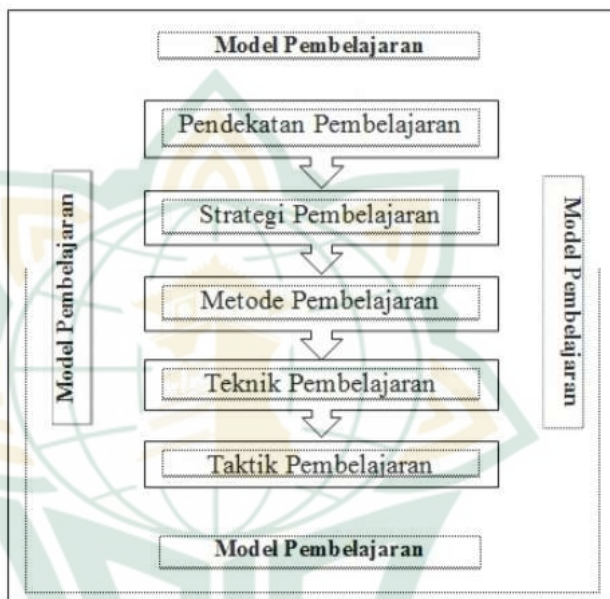 Model Pembelajaran
Pendekatan Pembelajaran
Strategi Pembelajaran
Model Pembelajaran
Model Pembelajaran
Metode Pembelajaran
Teknik Pembelajaran
Taktik Pembelajaran
Model Pembelajaran